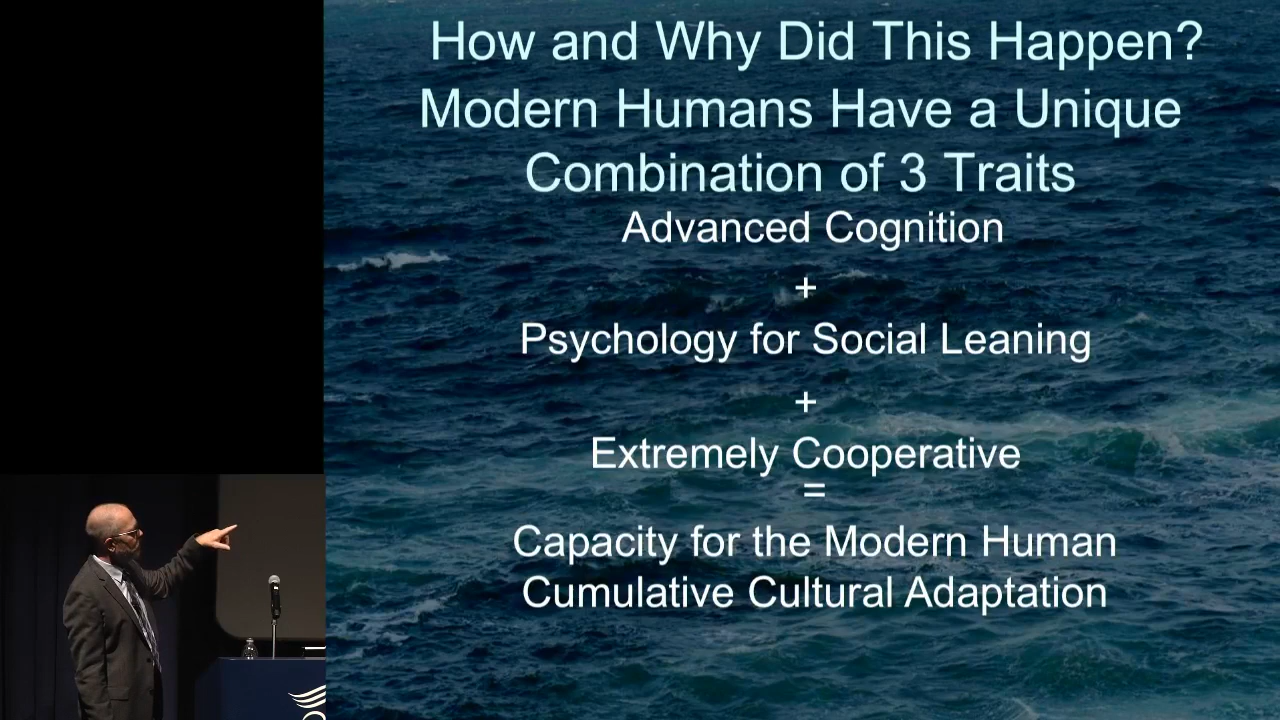 How and Why Did This Happen?
Modern Humans Have a Unique
Combination of 3 Traits
Advanced Cognition
+
Psychology for Social Leaning
+
Extremely Cooperative
=
Capacity for the Modern Human
Cumulative Cultural Adaptation